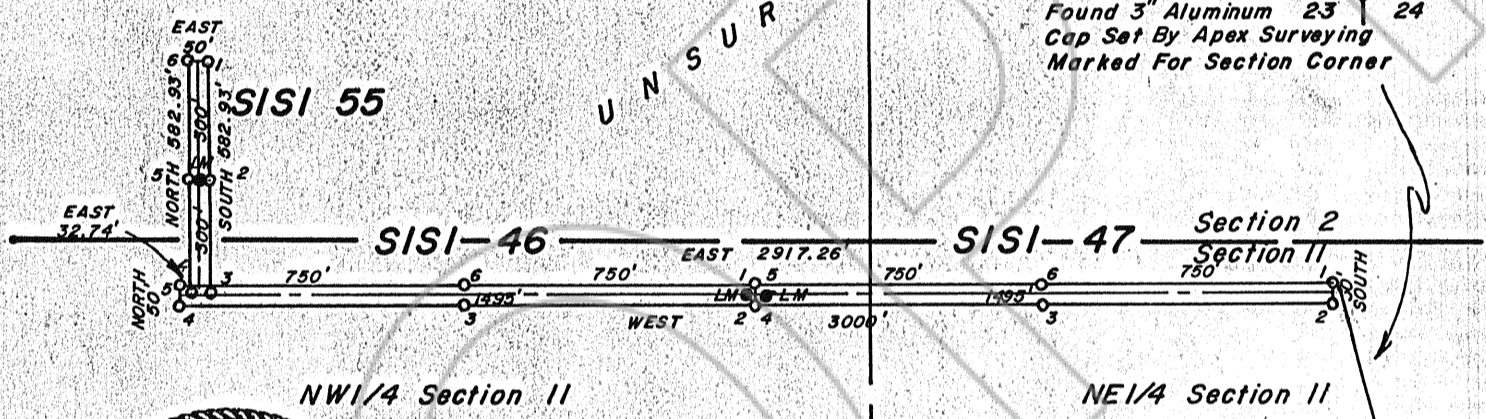 Found 3" Aluminum 23 24
Cap Set By Apex Surveying
Marked For Section Corner
UNSUR
EAST
50'
6 1
SISI 55
NORTH 582.93'
300'
SOUTH 582.93'
LM
5 2
300'
EAST
32.74'
SISI-46
SISI-47
Section 2
Section 11
EAST 2917.26'
5 3 750' 6 750' 1 5 750' 6 750' 1
1495' LM LM 1495'
NORTH
50'
50'
SOUTH
4 3 WEST 2 4 3000' 3 2
NW1/4 Section 11
NE1/4 Section 11